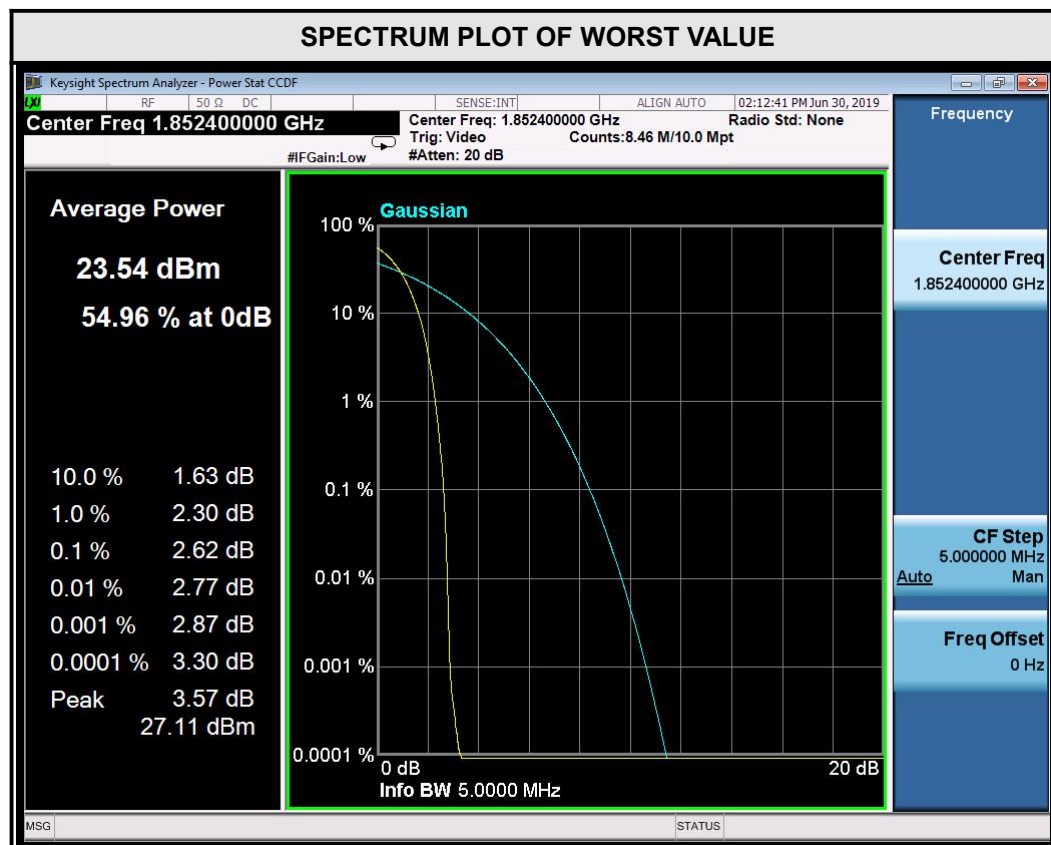 SPECTRUM PLOT OF WORST VALUE
Keysight Spectrum Analyzer - Power Stat CCDF
LXI RF 50 Ω DC SENSE:INT ALIGN AUTO 02:12:41 PM Jun 30, 2019
Center Freq 1.852400000 GHz
Center Freq: 1.852400000 GHz Radio Std: None
Trig: Video Counts:8.46 M/10.0 Mpt
#IFGain:Low #Atten: 20 dB
Average Power
23.54 dBm
54.96 % at 0dB
10.0 % 1.63 dB
1.0 % 2.30 dB
0.1 % 2.62 dB
0.01 % 2.77 dB
0.001 % 2.87 dB
0.0001 % 3.30 dB
Peak 3.57 dB
27.11 dBm
Gaussian
100 %
10 %
1 %
0.1 %
0.01 %
0.001 %
0.0001 %
0 dB 20 dB
Info BW 5.0000 MHz
Frequency
Center Freq
1.852400000 GHz
CF Step
5.000000 MHz
Auto Man
Freq Offset
0 Hz
MSG STATUS